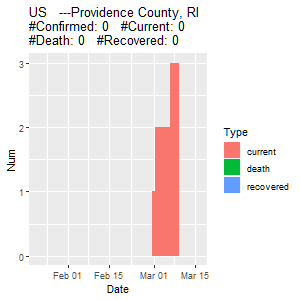 US   ---Providence County, RI
#Confirmed: 0   #Current: 0
#Death: 0   #Recovered: 0
3
2
1
0
Num
Feb 01   Feb 15   Mar 01   Mar 15
Date
Type
current
death
recovered